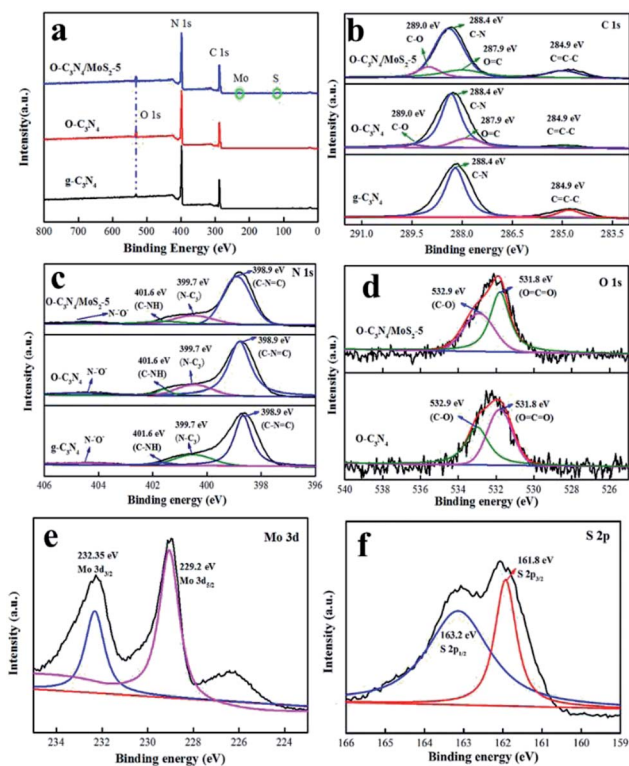 a
N 1s
C 1s
O-C₃N₄/MoS₂-5
Mo
S
O 1s
O-C₃N₄
g-C₃N₄
Intensity(a.u.)
800 700 600 500 400 300 200 100 0
Binding Energy (eV)
b
C 1s
289.0 eV
C-O
288.4 eV
C-N
287.9 eV
O=C
284.9 eV
C=C-C
O-C₃N₄/MoS₂-5
289.0 eV
C-O
288.4 eV
C-N
287.9 eV
O=C
284.9 eV
C=C-C
O-C₃N₄
288.4 eV
C-N
284.9 eV
C=C-C
g-C₃N₄
Intensity (a.u.)
291.0 289.5 288.0 286.5 285.0 283.5
Binding energy (eV)
c
N 1s
398.9 eV
(C-N=C)
399.7 eV
(N-C₃)
401.6 eV
(C-NH)
N-O⁻
O-C₃N₄/MoS₂-5
398.9 eV
(C-N=C)
399.7 eV
(N-C₃)
401.6 eV
(C-NH)
N-O⁻
O-C₃N₄
398.9 eV
(C-N=C)
399.7 eV
(N-C₃)
401.6 eV
(C-NH)
N-O⁻
g-C₃N₄
Intensity (a.u.)
406 404 402 400 398 396
Binding energy (eV)
d
O 1s
532.9 eV
(C-O)
531.8 eV
(O=C=O)
O-C₃N₄/MoS₂-5
532.9 eV
(C-O)
531.8 eV
(O=C=O)
O-C₃N₄
Intensity (a.u.)
540 538 536 534 532 530 528 526
Binding energy (eV)
e
Mo 3d
232.35 eV
Mo 3d₃/₂
229.2 eV
Mo 3d₅/₂
Intensity (a.u.)
234 232 230 228 226 224
Binding energy (eV)
f
S 2p
161.8 eV
S 2p₃/₂
163.2 eV
S 2p₁/₂
Intensity (a.u.)
166 165 164 163 162 161 160 159
Binding energy (eV)